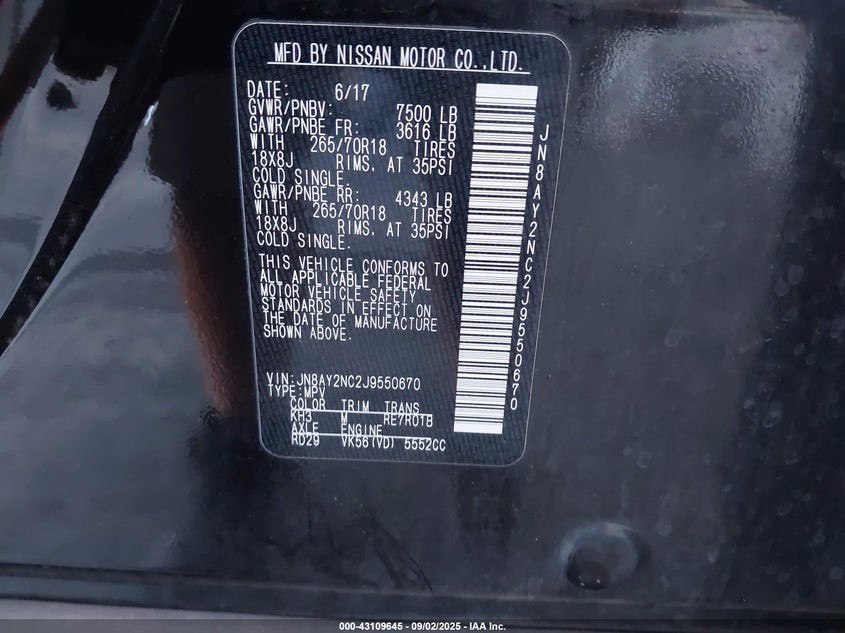 MFD BY NISSAN MOTOR CO.,LTD.
DATE: 6/17
GVWR/PNBV: 7500 LB
GAWR/PNBE FR: 3616 LB
WITH 265/70R18 TIRES
18X8J RIMS. AT 35PSI
COLD SINGLE.
GAWR/PNBE RR: 4343 LB
WITH 265/70R18 TIRES
18X8J RIMS. AT 35PSI
COLD SINGLE.
THIS VEHICLE CONFORMS TO
ALL APPLICABLE FEDERAL
MOTOR VEHICLE SAFETY
STANDARDS IN EFFECT ON
THE DATE OF MANUFACTURE
SHOWN ABOVE.
VIN:JN8AY2NC2J9550670
TYPE:MPV
COLOR TRIM TRANS
KH3 M RE7R01B
AXLE ENGINE
RD29 VK56(VD) 5552CC
JN8AY2NC2J9550670
000-43109645 - 09/02/2025 - IAA Inc.